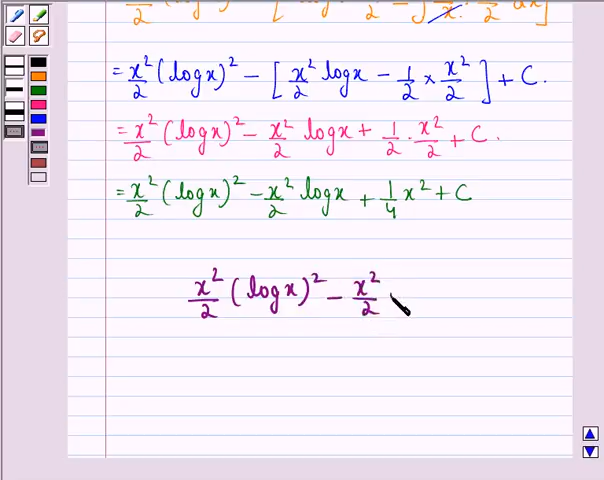 = x²/2 (log x)² - [ x²/2 log x - 1/2 × x²/2 ] + C.
= x²/2 (log x)² - x²/2 log x + 1/2 · x²/2 + C.
= x²/2 (log x)² - x²/2 log x + 1/4 x² + C
x²/2 (log x)² - x²/2